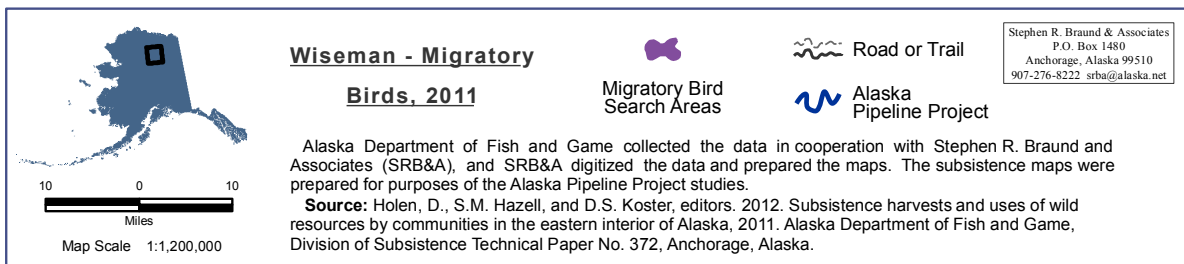 Wiseman - Migratory
Birds, 2011
Migratory Bird
Search Areas
Road or Trail
Alaska
Pipeline Project
Stephen R. Braund & Associates
P.O. Box 1480
Anchorage, Alaska 99510
907-276-8222 srba@alaska.net
Alaska Department of Fish and Game collected the data in cooperation with Stephen R. Braund and
Associates (SRB&A), and SRB&A digitized the data and prepared the maps. The subsistence maps were
prepared for purposes of the Alaska Pipeline Project studies.
Source: Holen, D., S.M. Hazell, and D.S. Koster, editors. 2012. Subsistence harvests and uses of wild
resources by communities in the eastern interior of Alaska, 2011. Alaska Department of Fish and Game,
Division of Subsistence Technical Paper No. 372, Anchorage, Alaska.
10 0 10
Miles
Map Scale 1:1,200,000